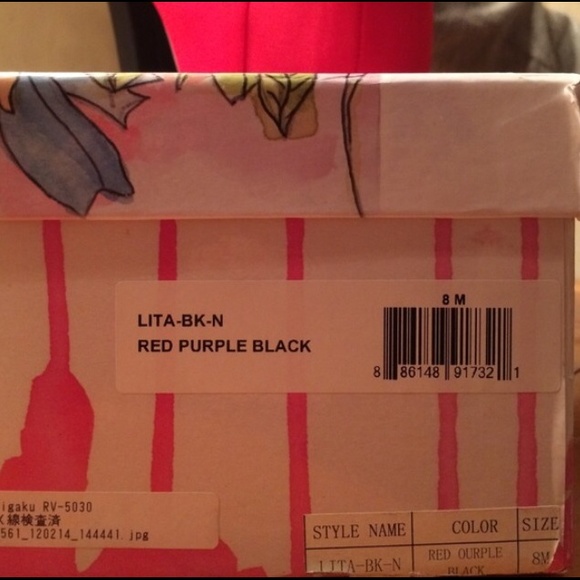 8 M
LITA-BK-N
RED PURPLE BLACK
8 86148 91732 1
igaku RV-5030
X線検査済
561_120214_144441.jpg
STYLE NAME COLOR SIZE
LITA-BK-N RED OURPLE 8M
BLACK